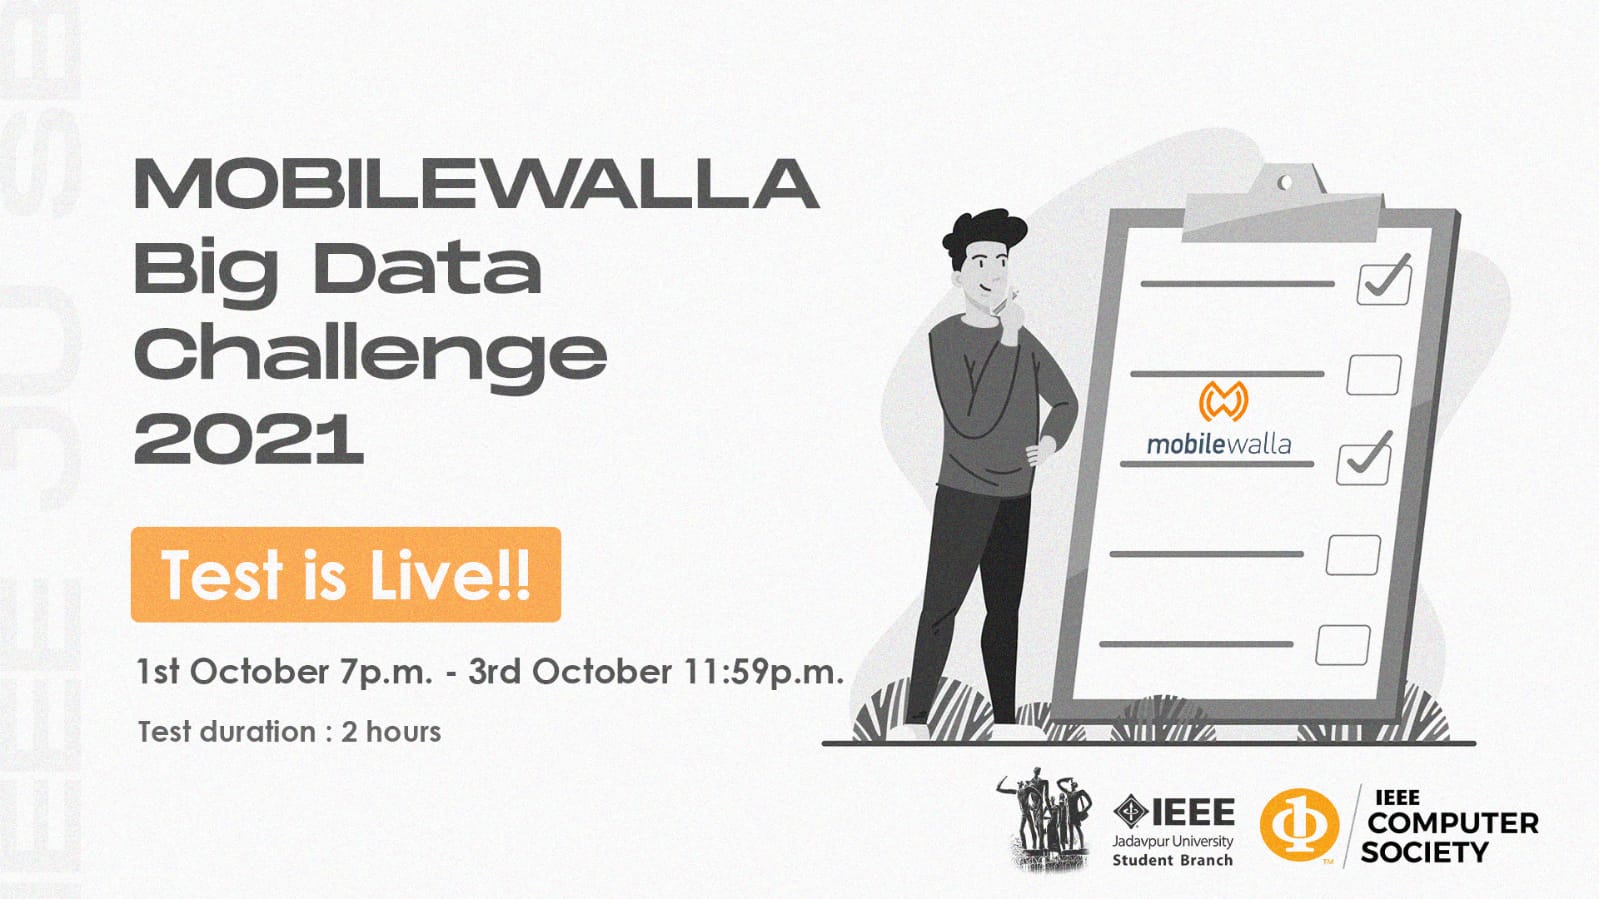 MOBILEWALLA
Big Data
Challenge
2021
Test is Live!!
1st October 7p.m. - 3rd October 11:59p.m.
Test duration : 2 hours
mobilewalla
IEEE
Jadavpur University
Student Branch
IEEE
COMPUTER
SOCIETY
TM
IEEE JU SB